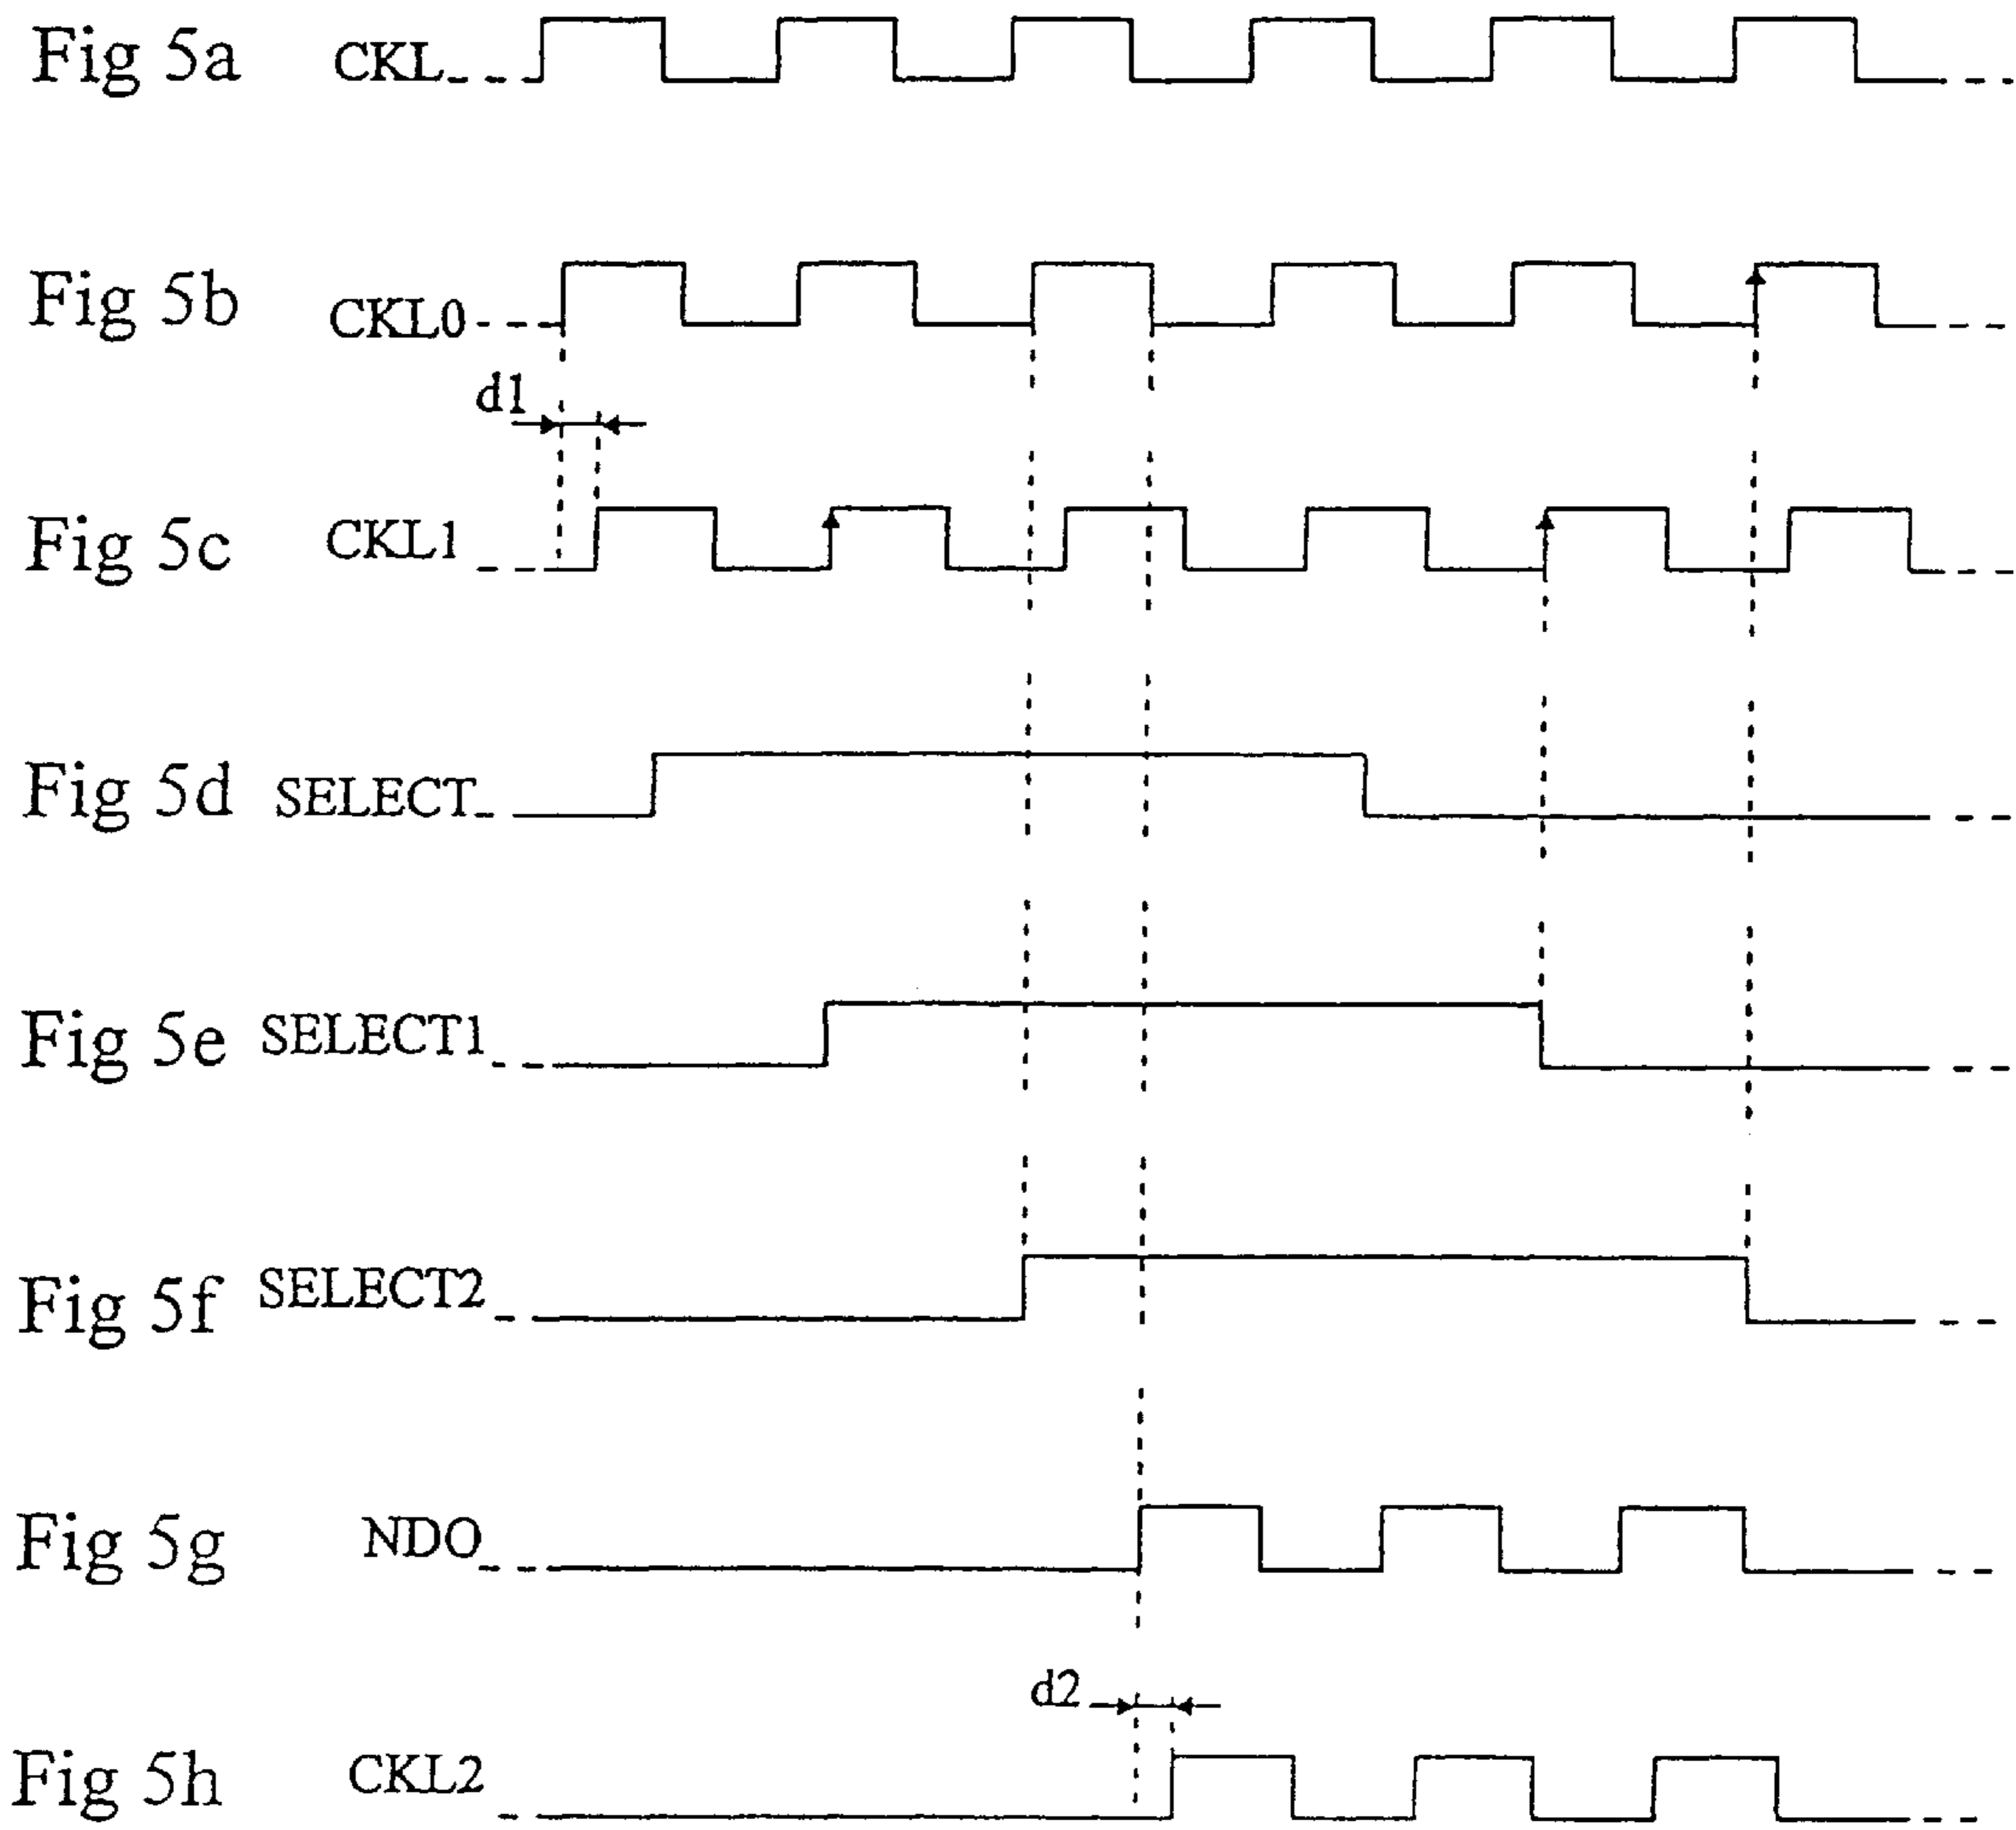 Fig 5a CKL
Fig 5b CKL0
d1
Fig 5c CKL1
Fig 5d SELECT
Fig 5e SELECT1
Fig 5f SELECT2
Fig 5g NDO
d2
Fig 5h CKL2